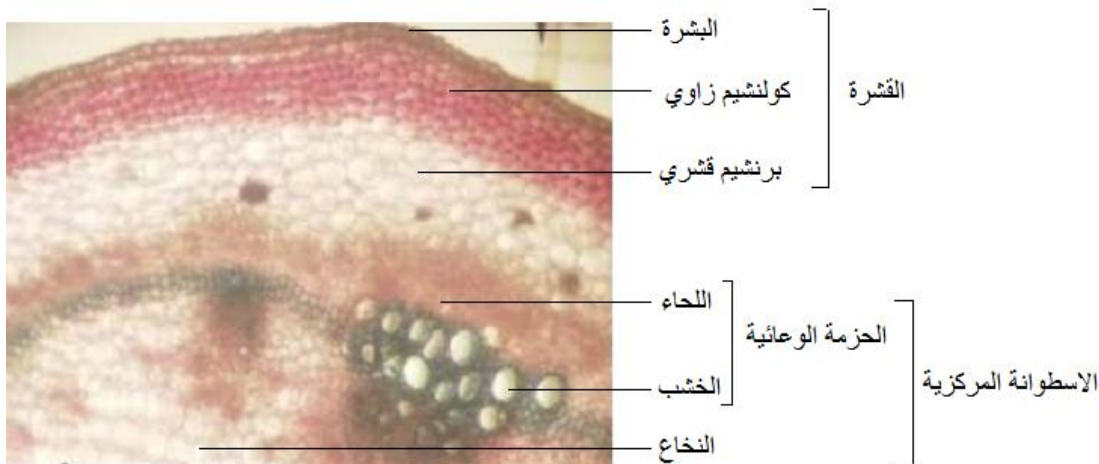 البشرة
كولنشيم زاوي
القشرة
برنشيم قشري
اللحاء
الحزمة الوعائية
الخشب
الاسطوانة المركزية
النخاع